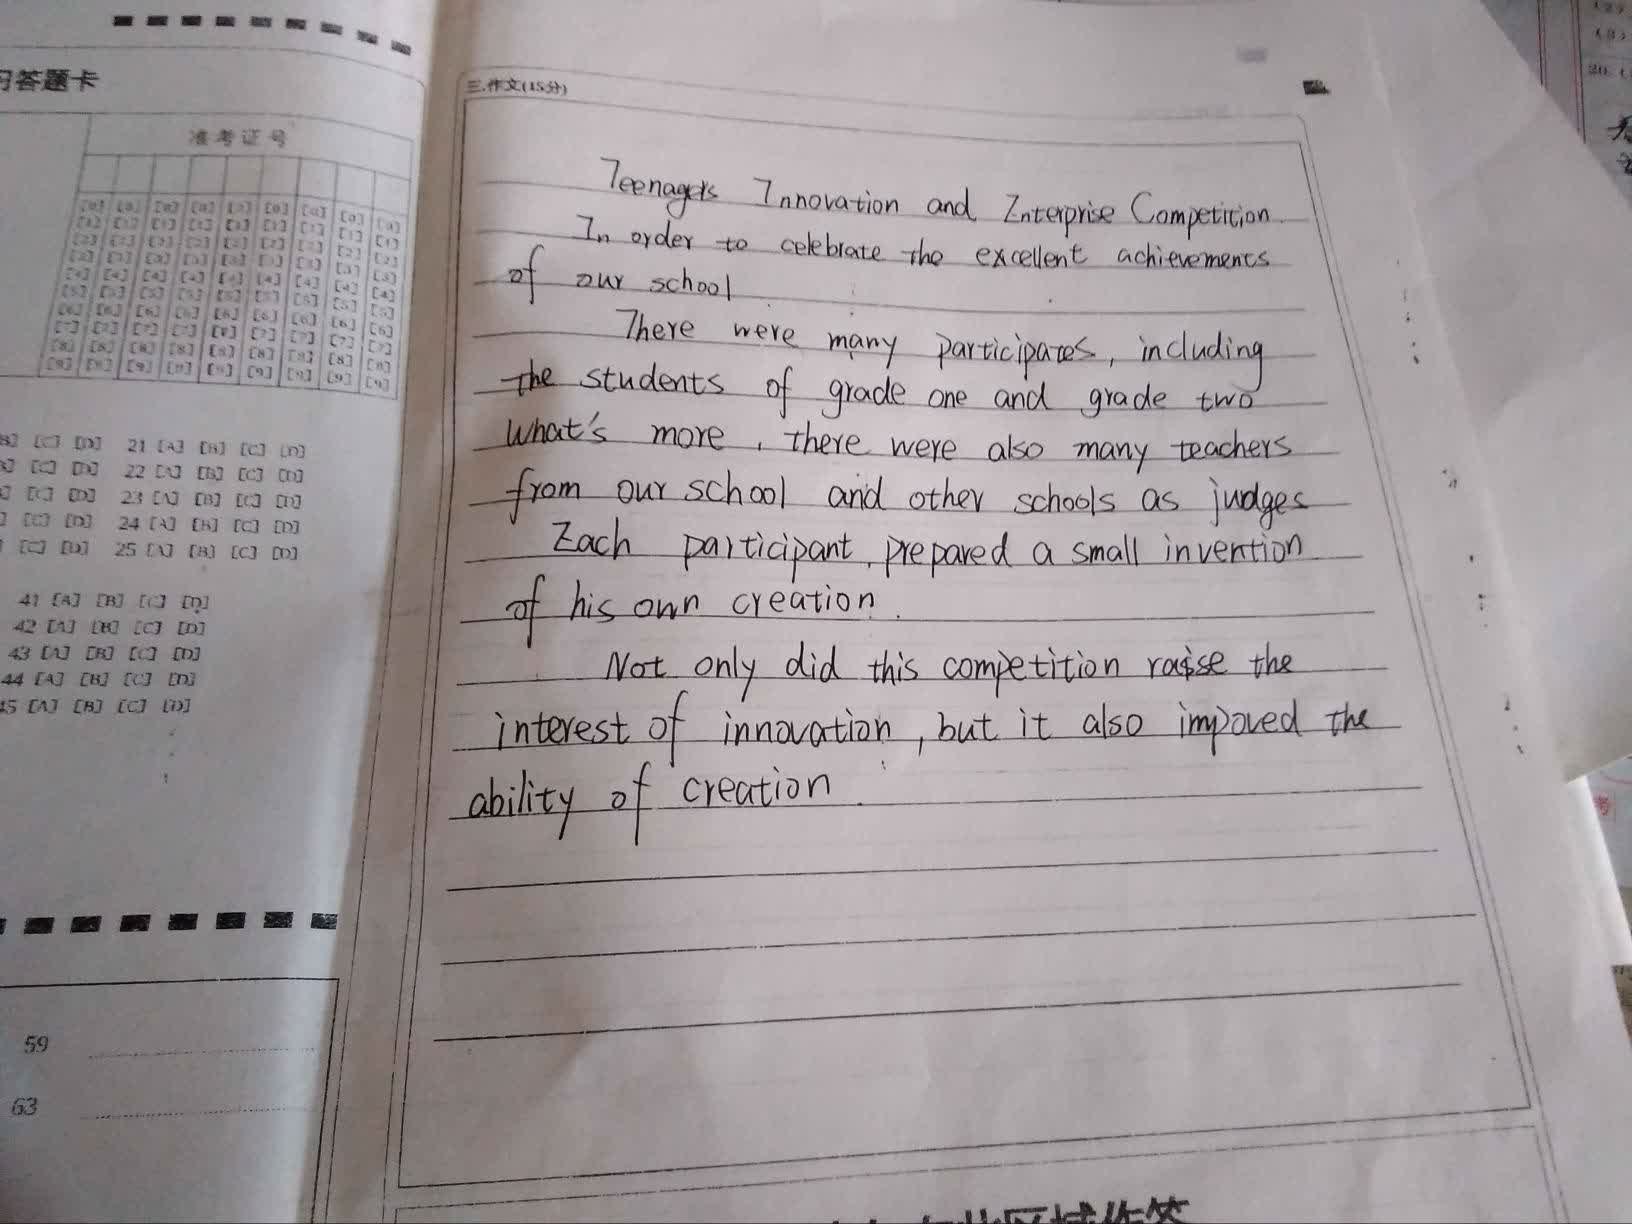 习答题卡
准考证号
[0] [0] [0] [0] [0] [0] [0] [0] [0]
[1] [1] [1] [1] [1] [1] [1] [1] [1]
[2] [2] [2] [2] [2] [2] [2] [2] [2]
[3] [3] [3] [3] [3] [3] [3] [3] [3]
[4] [4] [4] [4] [4] [4] [4] [4] [4]
[5] [5] [5] [5] [5] [5] [5] [5] [5]
[6] [6] [6] [6] [6] [6] [6] [6] [6]
[7] [7] [7] [7] [7] [7] [7] [7] [7]
[8] [8] [8] [8] [8] [8] [8] [8] [8]
[9] [9] [9] [9] [9] [9] [9] [9] [9]
[C] [D] 21 [A] [B] [C] [D]
[C] [D] 22 [A] [B] [C] [D]
[C] [D] 23 [A] [B] [C] [D]
[C] [D] 24 [A] [B] [C] [D]
[C] [D] 25 [A] [B] [C] [D]
41 [A] [B] [C] [D]
42 [A] [B] [C] [D]
43 [A] [B] [C] [D]
44 [A] [B] [C] [D]
45 [A] [B] [C] [D]
59
63
三.作文(15分)
Teenagers Innovation and Enterprise Competition
In order to celebrate the excellent achievements
of our school
There were many participates, including
the students of grade one and grade two
What's more, there were also many teachers
from our school and other schools as judges
Each participant prepared a small invention
of his own creation.
Not only did this competition raise the
interest of innovation, but it also impoved the
ability of creation.